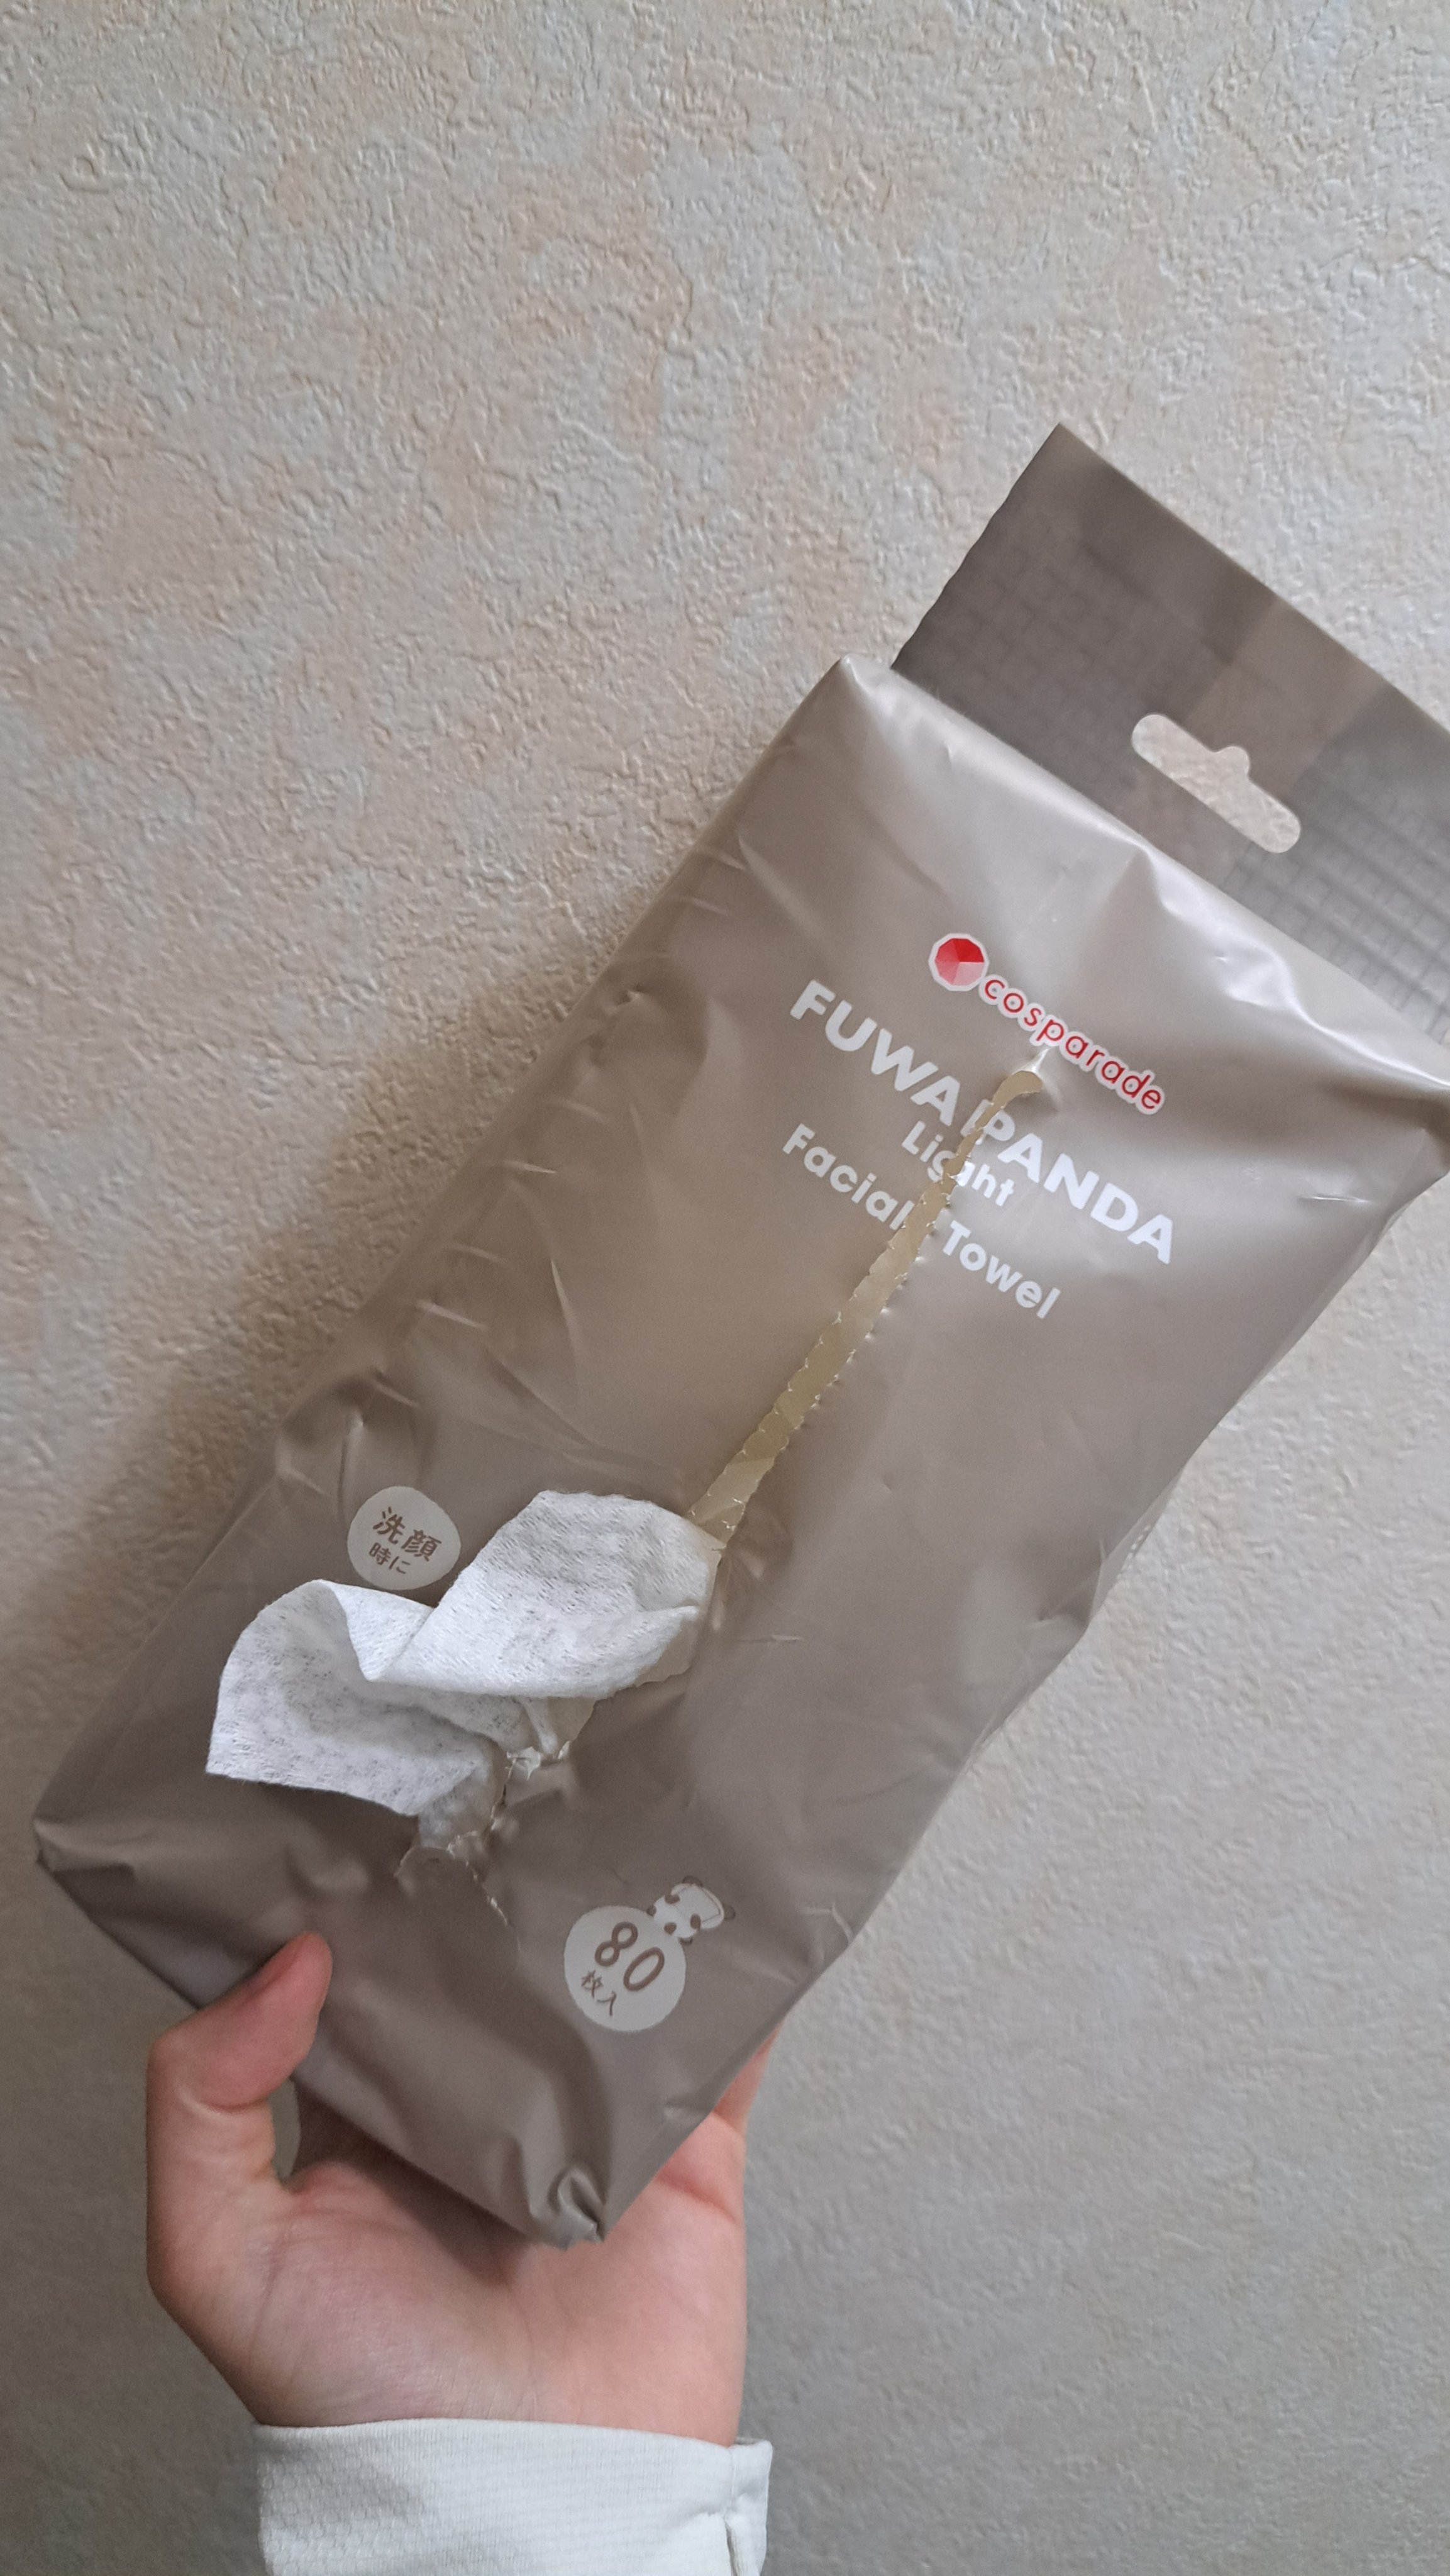 cosparade
FUWA PANDA
Light
Facial Towel
洗顔
時に
80
枚入